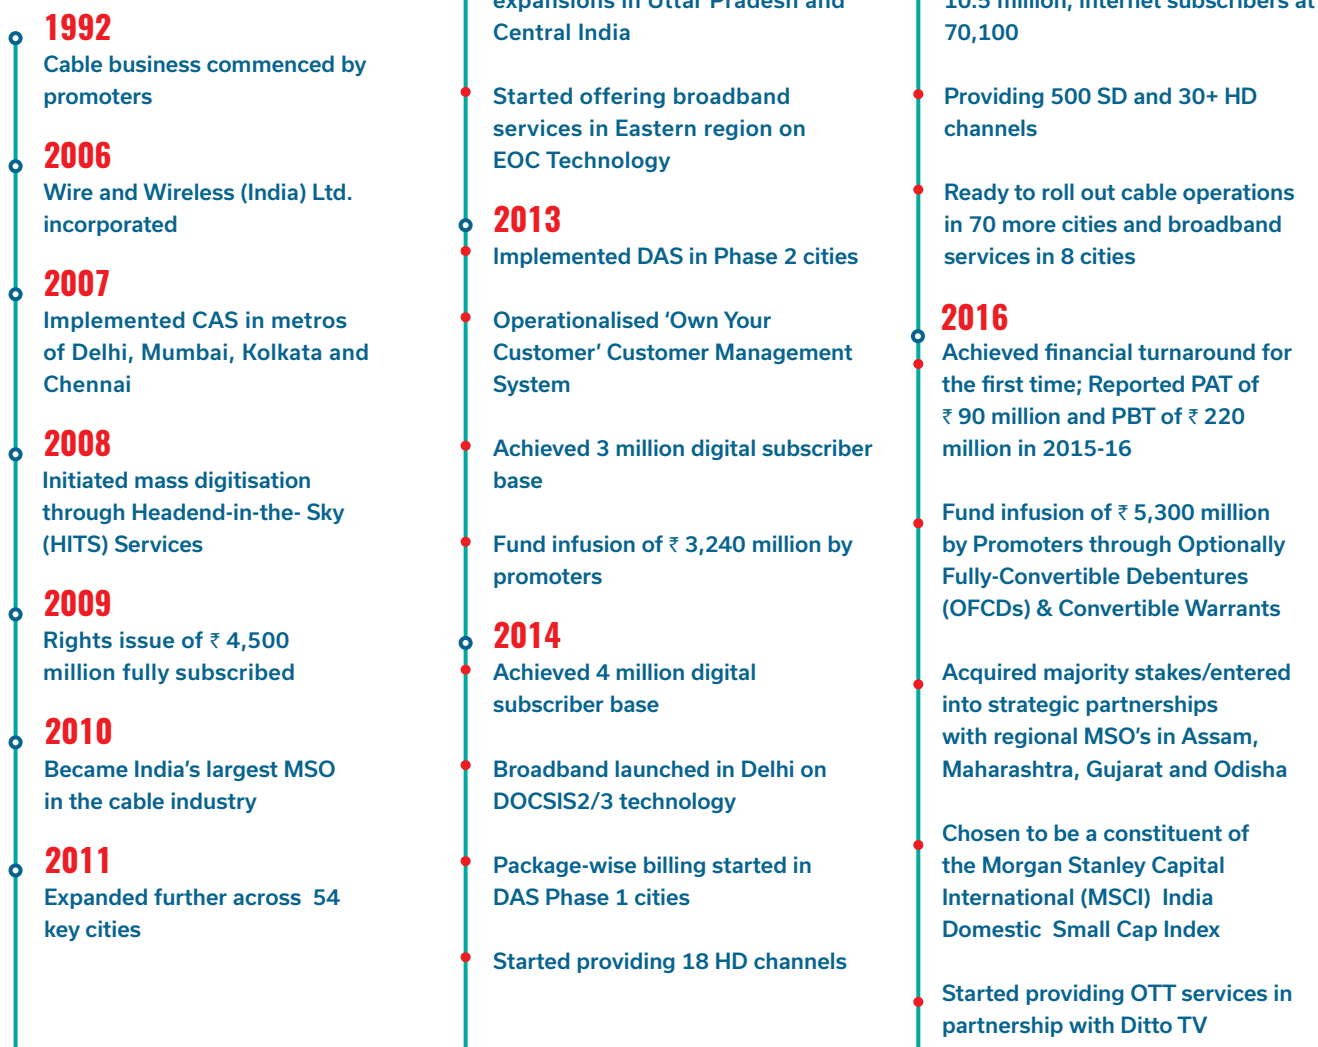 1992
Cable business commenced by
promoters
2006
Wire and Wireless (India) Ltd.
incorporated
2007
Implemented CAS in metros
of Delhi, Mumbai, Kolkata and
Chennai
2008
Initiated mass digitisation
through Headend-in-the- Sky
(HITS) Services
2009
Rights issue of ₹ 4,500
million fully subscribed
2010
Became India’s largest MSO
in the cable industry
2011
Expanded further across  54
key cities
expansions in Uttar Pradesh and
Central India
Started offering broadband
services in Eastern region on
EOC Technology
2013
Implemented DAS in Phase 2 cities
Operationalised ‘Own Your
Customer’ Customer Management
System
Achieved 3 million digital subscriber
base
Fund infusion of ₹ 3,240 million by
promoters
2014
Achieved 4 million digital
subscriber base
Broadband launched in Delhi on
DOCSIS2/3 technology
Package-wise billing started in
DAS Phase 1 cities
Started providing 18 HD channels
10.5 million, internet subscribers at
70,100
Providing 500 SD and 30+ HD
channels
Ready to roll out cable operations
in 70 more cities and broadband
services in 8 cities
2016
Achieved financial turnaround for
the first time; Reported PAT of
₹ 90 million and PBT of ₹ 220
million in 2015-16
Fund infusion of ₹ 5,300 million
by Promoters through Optionally
Fully-Convertible Debentures
(OFCDs) & Convertible Warrants
Acquired majority stakes/entered
into strategic partnerships
with regional MSO’s in Assam,
Maharashtra, Gujarat and Odisha
Chosen to be a constituent of
the Morgan Stanley Capital
International (MSCI)  India
Domestic  Small Cap Index
Started providing OTT services in
partnership with Ditto TV